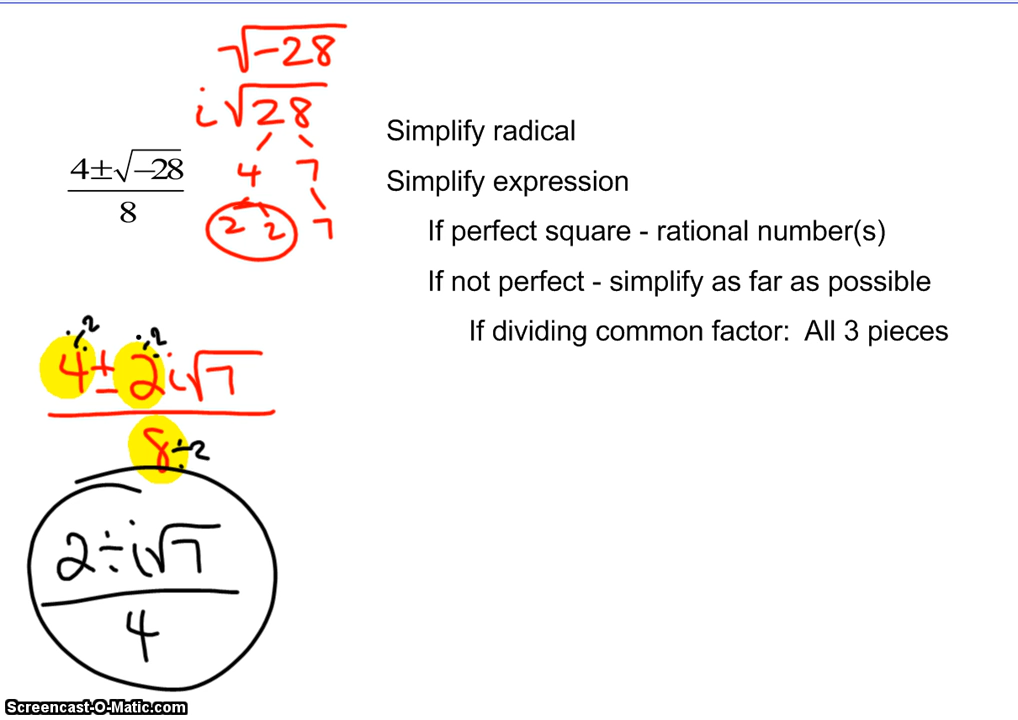 √-28
i√28
4 7
2 2 7
4±√-28
8
Simplify radical
Simplify expression
If perfect square - rational number(s)
If not perfect - simplify as far as possible
If dividing common factor: All 3 pieces
÷2 ÷2
4 ± 2i√7
8÷2
2÷i√7
4
Screencast-O-Matic.com